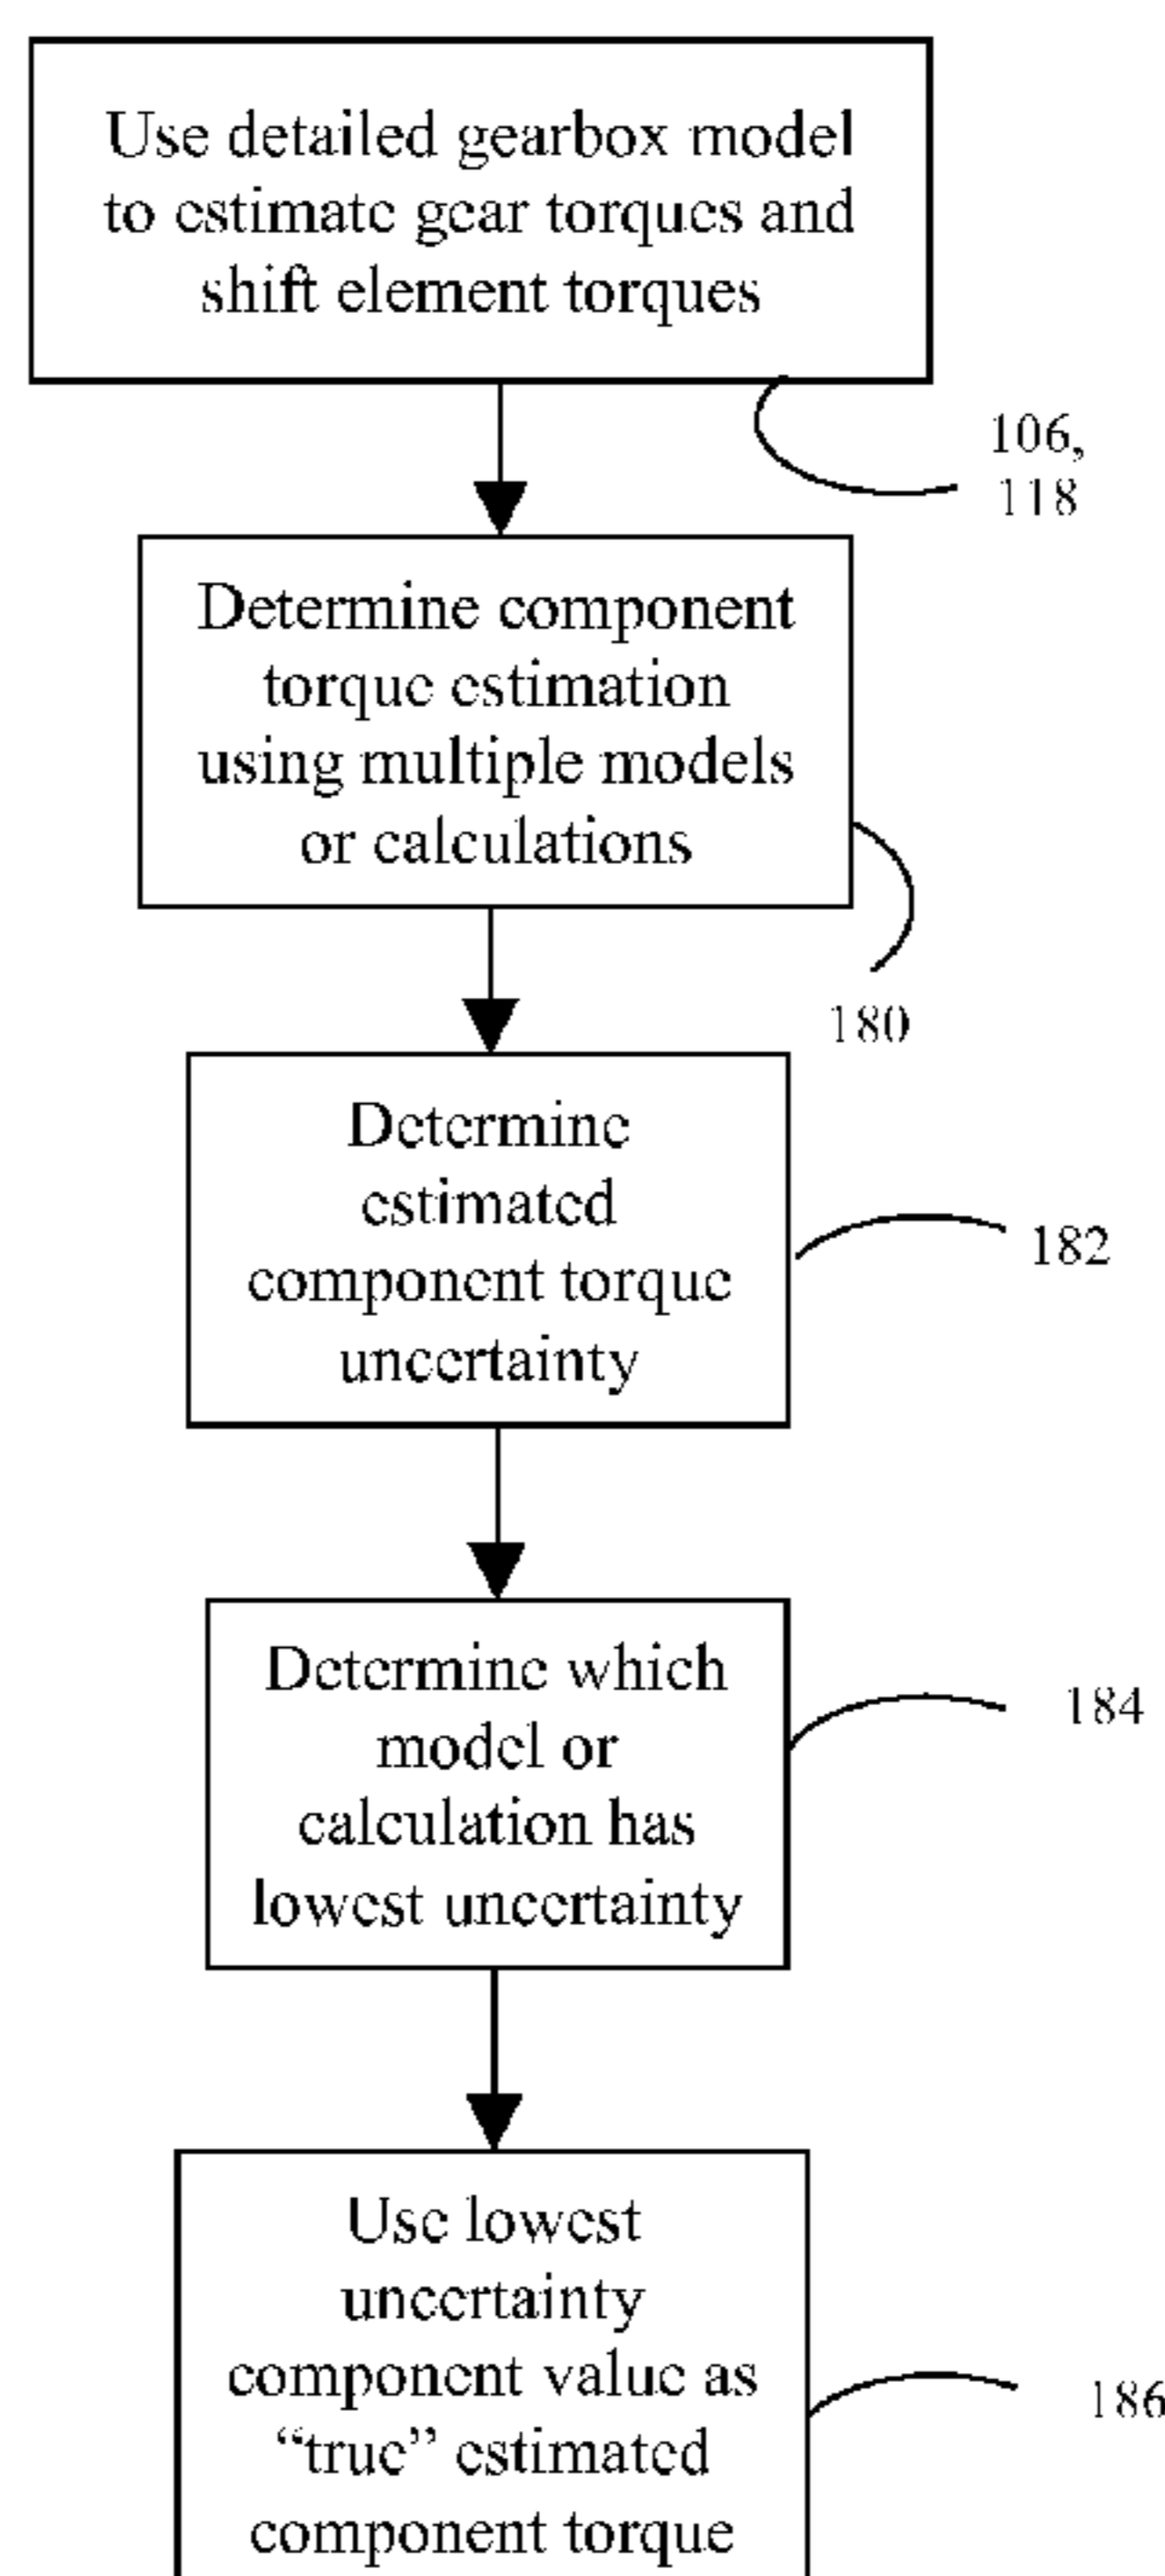 Use detailed gearbox model
to estimate gear torques and
shift element torques
106,
118
Determine component
torque estimation
using multiple models
or calculations
180
Determine
estimated
component torque
uncertainty
182
Determine which
model or
calculation has
lowest uncertainty
184
Use lowest
uncertainty
component value as
“true” estimated
component torque
186